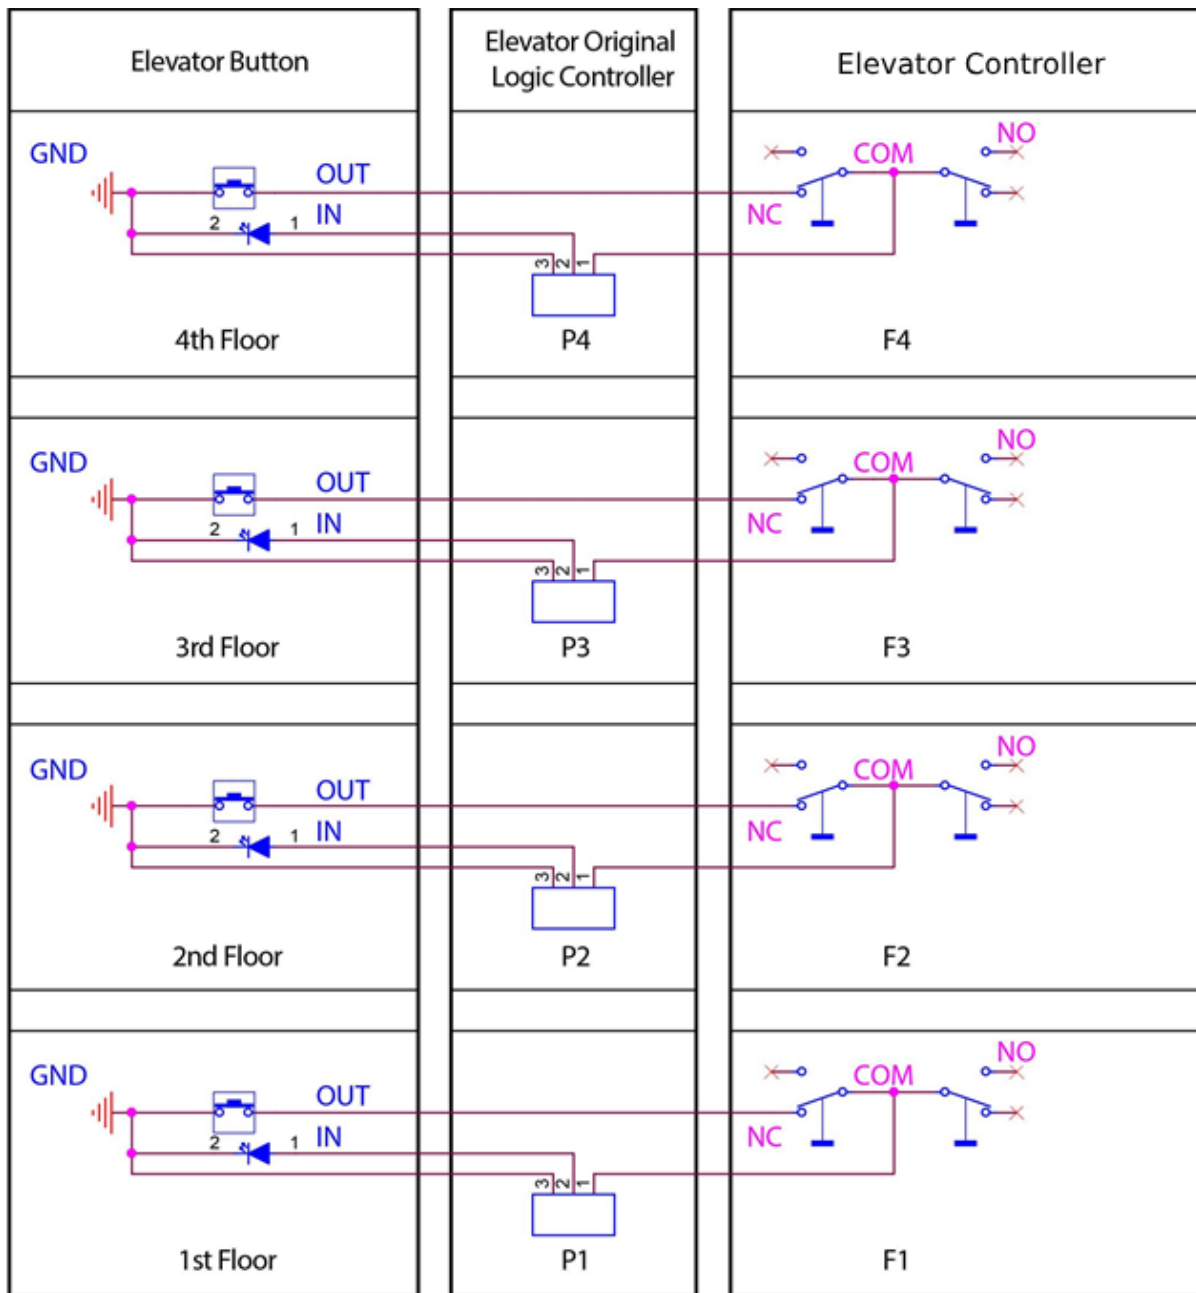 Elevator Button
Elevator Original
Logic Controller
Elevator Controller
GND
OUT
IN
2
1
3
2
1
NC
COM
NO
4th Floor
P4
F4
GND
OUT
IN
2
1
3
2
1
NC
COM
NO
3rd Floor
P3
F3
GND
OUT
IN
2
1
3
2
1
NC
COM
NO
2nd Floor
P2
F2
GND
OUT
IN
2
1
3
2
1
NC
COM
NO
1st Floor
P1
F1